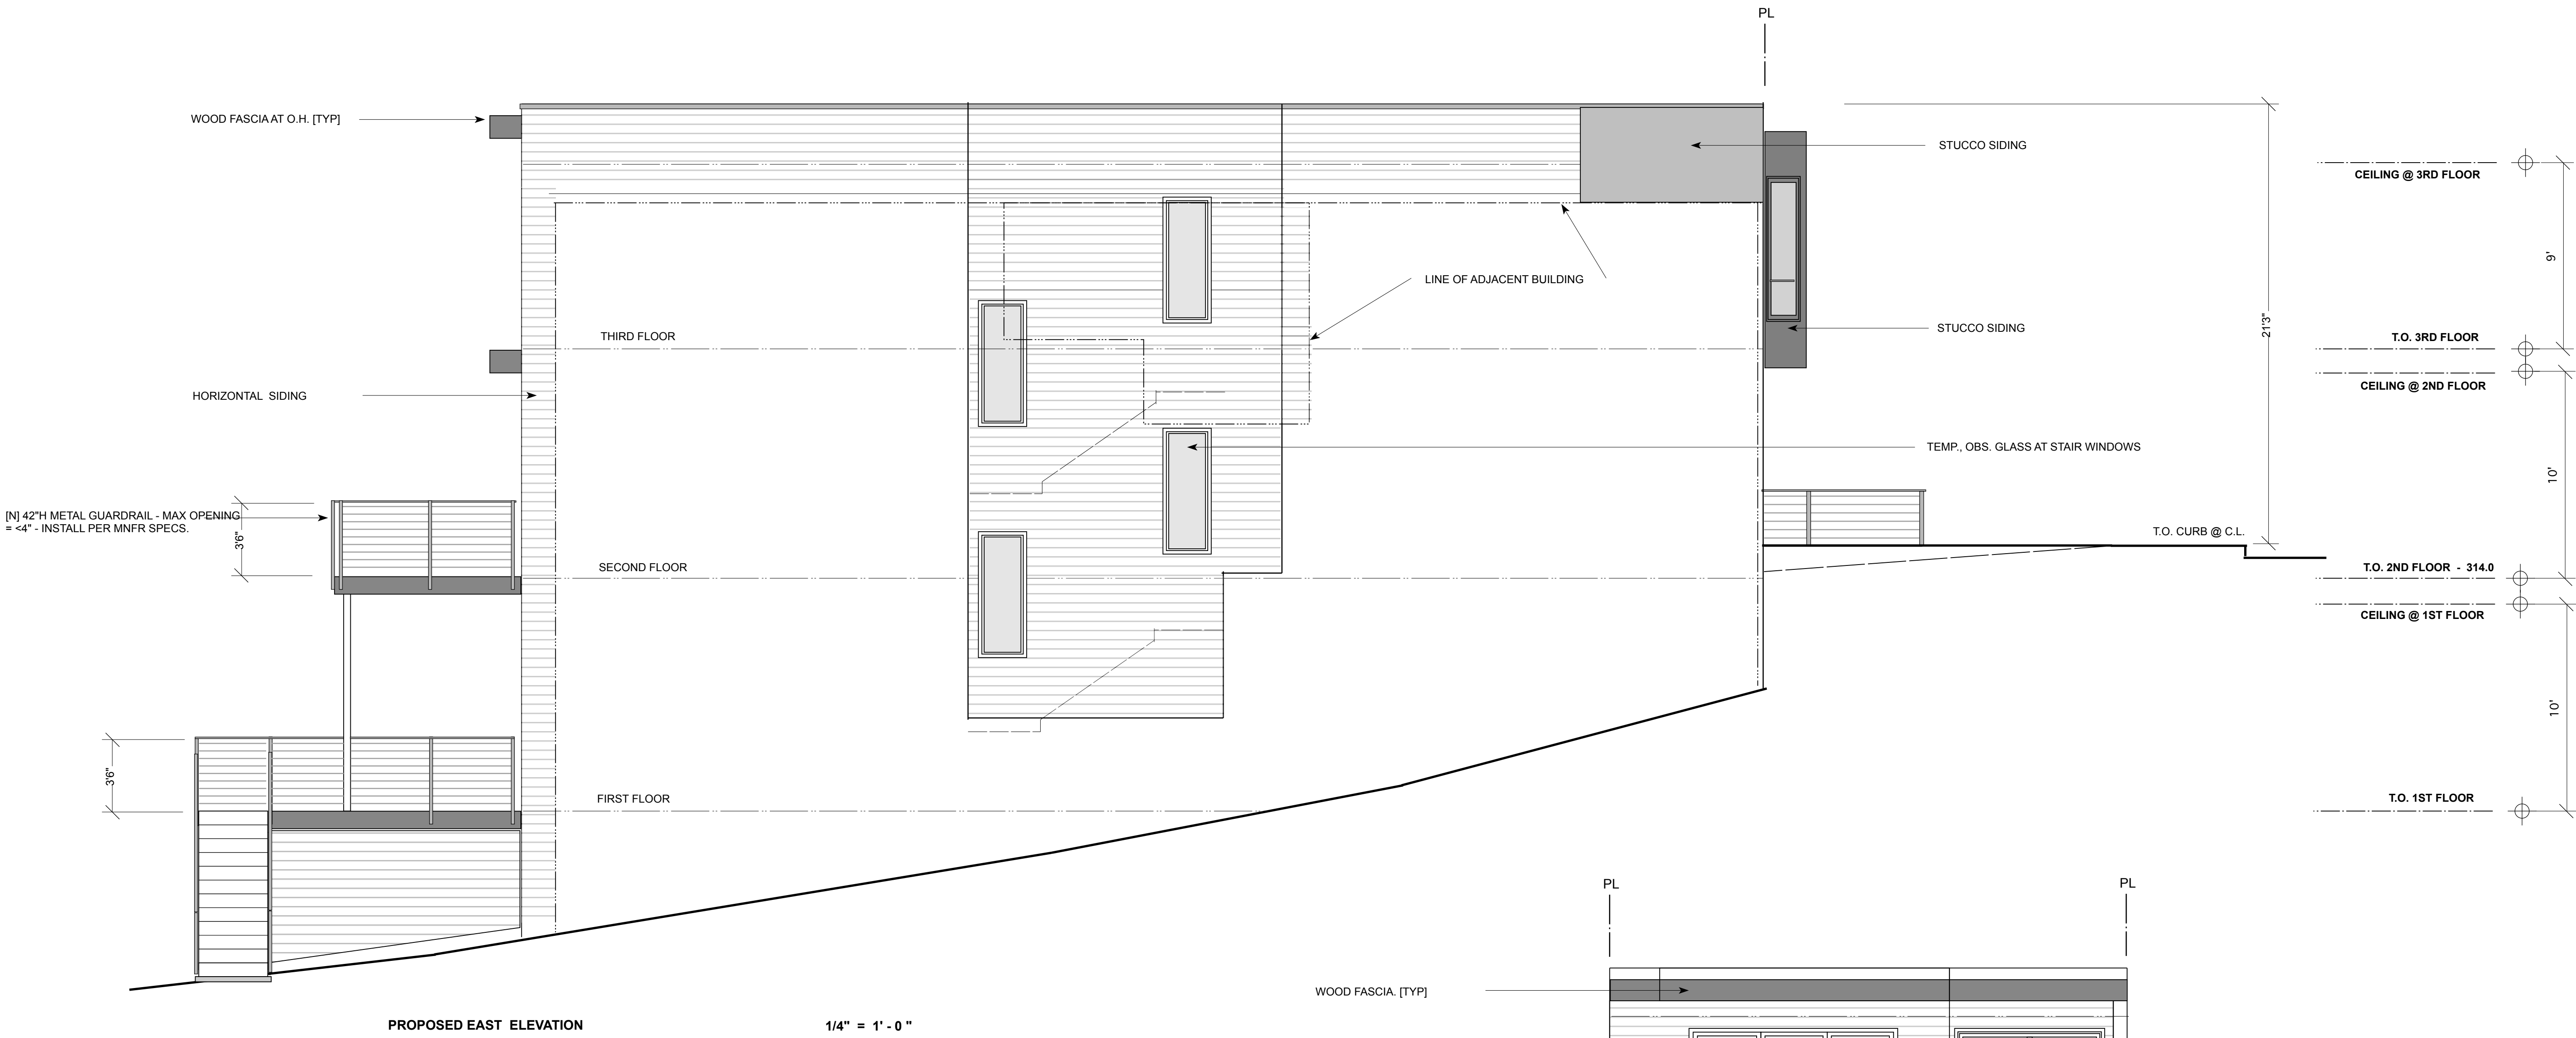 PL
WOOD FASCIA AT O.H. [TYP]
STUCCO SIDING
CEILING @ 3RD FLOOR
9'
LINE OF ADJACENT BUILDING
21'3"
STUCCO SIDING
THIRD FLOOR
T.O. 3RD FLOOR
CEILING @ 2ND FLOOR
HORIZONTAL SIDING
TEMP., OBS. GLASS AT STAIR WINDOWS
10'
[N] 42"H METAL GUARDRAIL - MAX OPENING
= <4" - INSTALL PER MNFR SPECS.
3'6"
T.O. CURB @ C.L.
SECOND FLOOR
T.O. 2ND FLOOR - 314.0
CEILING @ 1ST FLOOR
10'
3'6"
FIRST FLOOR
T.O. 1ST FLOOR
PL
PL
WOOD FASCIA. [TYP]
PROPOSED EAST ELEVATION
1/4" = 1' - 0 "